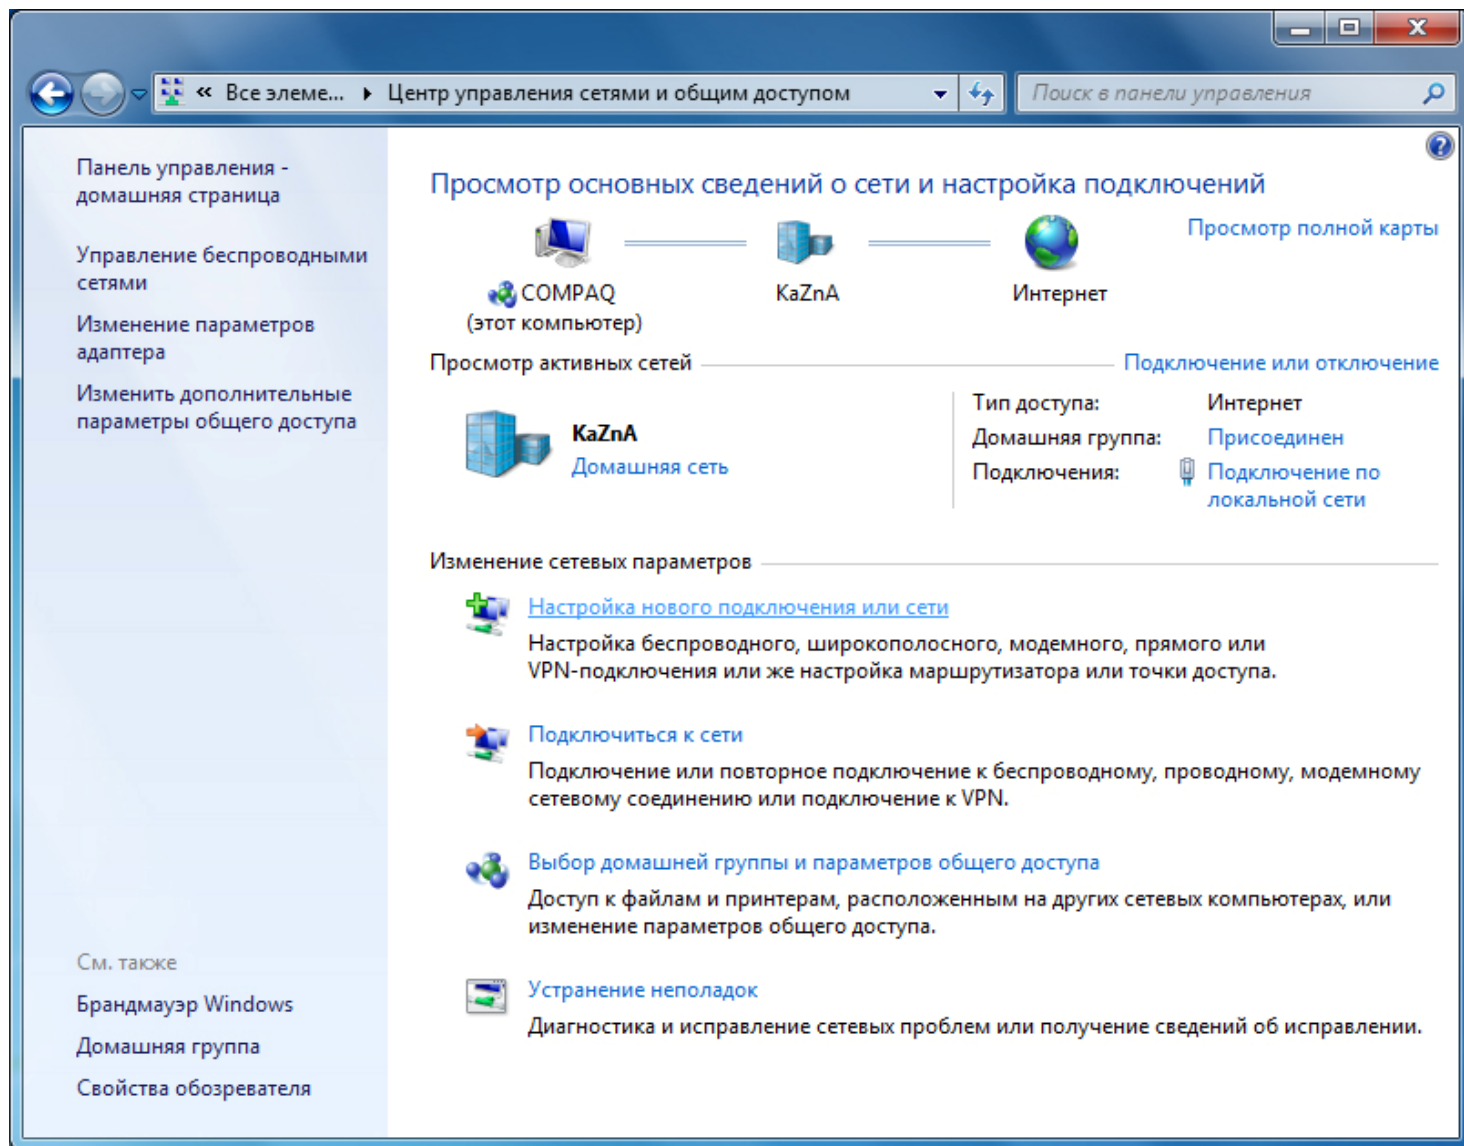 « Все элеме... Центр управления сетями и общим доступом
Поиск в панели управления
Панель управления -
домашняя страница
Управление беспроводными
сетями
Изменение параметров
адаптера
Изменить дополнительные
параметры общего доступа
См. также
Брандмауэр Windows
Домашняя группа
Свойства обозревателя
Просмотр основных сведений о сети и настройка подключений
Просмотр полной карты
COMPAQ
(этот компьютер)
KaZnA
Интернет
Просмотр активных сетей
Подключение или отключение
KaZnA
Домашняя сеть
Тип доступа: Интернет
Домашняя группа: Присоединен
Подключения: Подключение по
локальной сети
Изменение сетевых параметров
Настройка нового подключения или сети
Настройка беспроводного, широкополосного, модемного, прямого или
VPN-подключения или же настройка маршрутизатора или точки доступа.
Подключиться к сети
Подключение или повторное подключение к беспроводному, проводному, модемному
сетевому соединению или подключение к VPN.
Выбор домашней группы и параметров общего доступа
Доступ к файлам и принтерам, расположенным на других сетевых компьютерах, или
изменение параметров общего доступа.
Устранение неполадок
Диагностика и исправление сетевых проблем или получение сведений об исправлении.